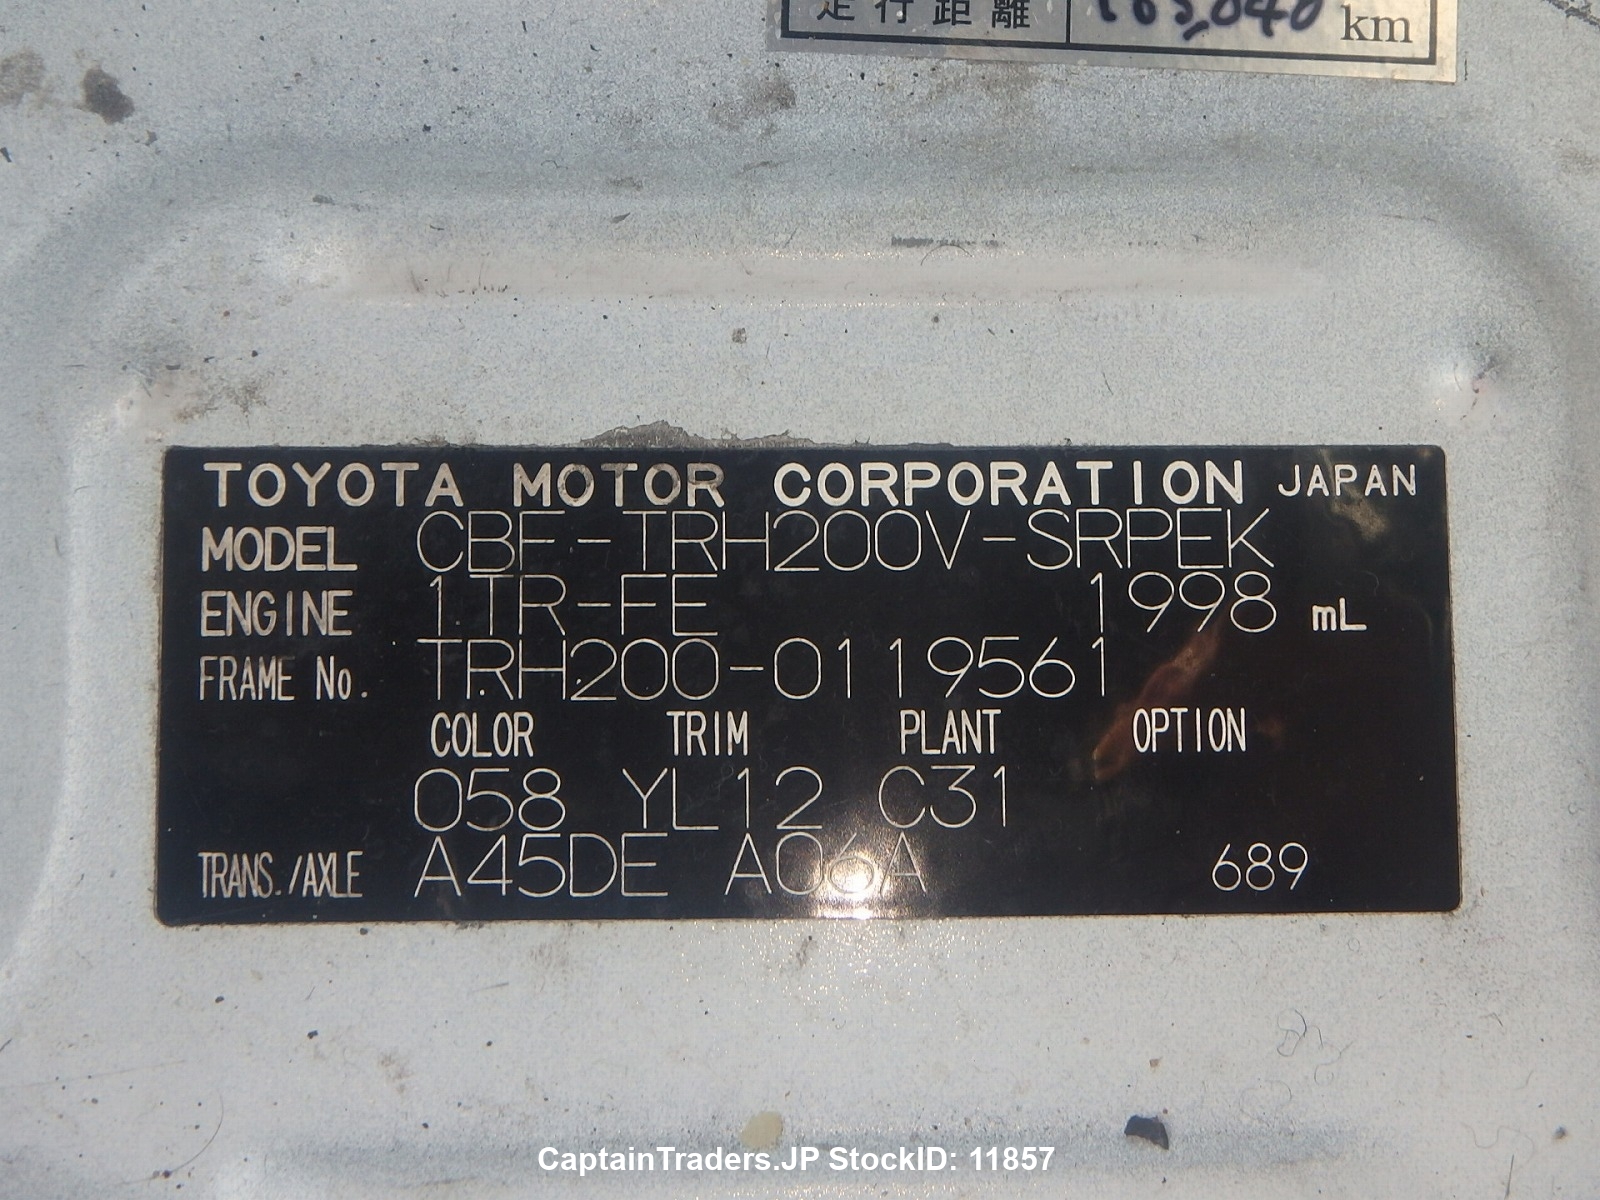 走行距離 km
TOYOTA MOTOR CORPORATION JAPAN
MODEL CBF-TRH200V-SRPEK
ENGINE 1TR-FE 1998 mL
FRAME No. TRH200-0119561
COLOR TRIM PLANT OPTION
058 YL12 C31
TRANS./AXLE A45DE A06A 689
CaptainTraders.JP StockID: 11857